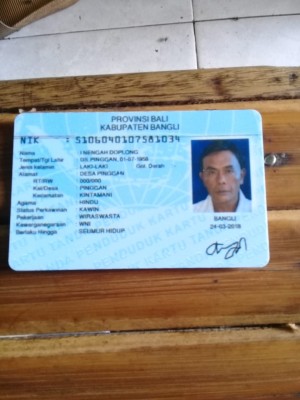 PROVINSI BALI
KABUPATEN BANGLI
NIK : 5106040107581034
Nama : I NENGAH DOPLONG
Tempat/Tgl Lahir : DS. PINGGAN, 01-07-1958
Jenis kelamin : LAKI-LAKI Gol. Darah
Alamat : DESA PINGGAN
RT/RW : 000/000
Kel/Desa : PINGGAN
Kecamatan : KINTAMANI
Agama : HINDU
Status Perkawinan : KAWIN
Pekerjaan : WIRASWASTA
Kewarganegaraan : WNI
Berlaku Hingga : SEUMUR HIDUP
BANGLI
24-03-2018